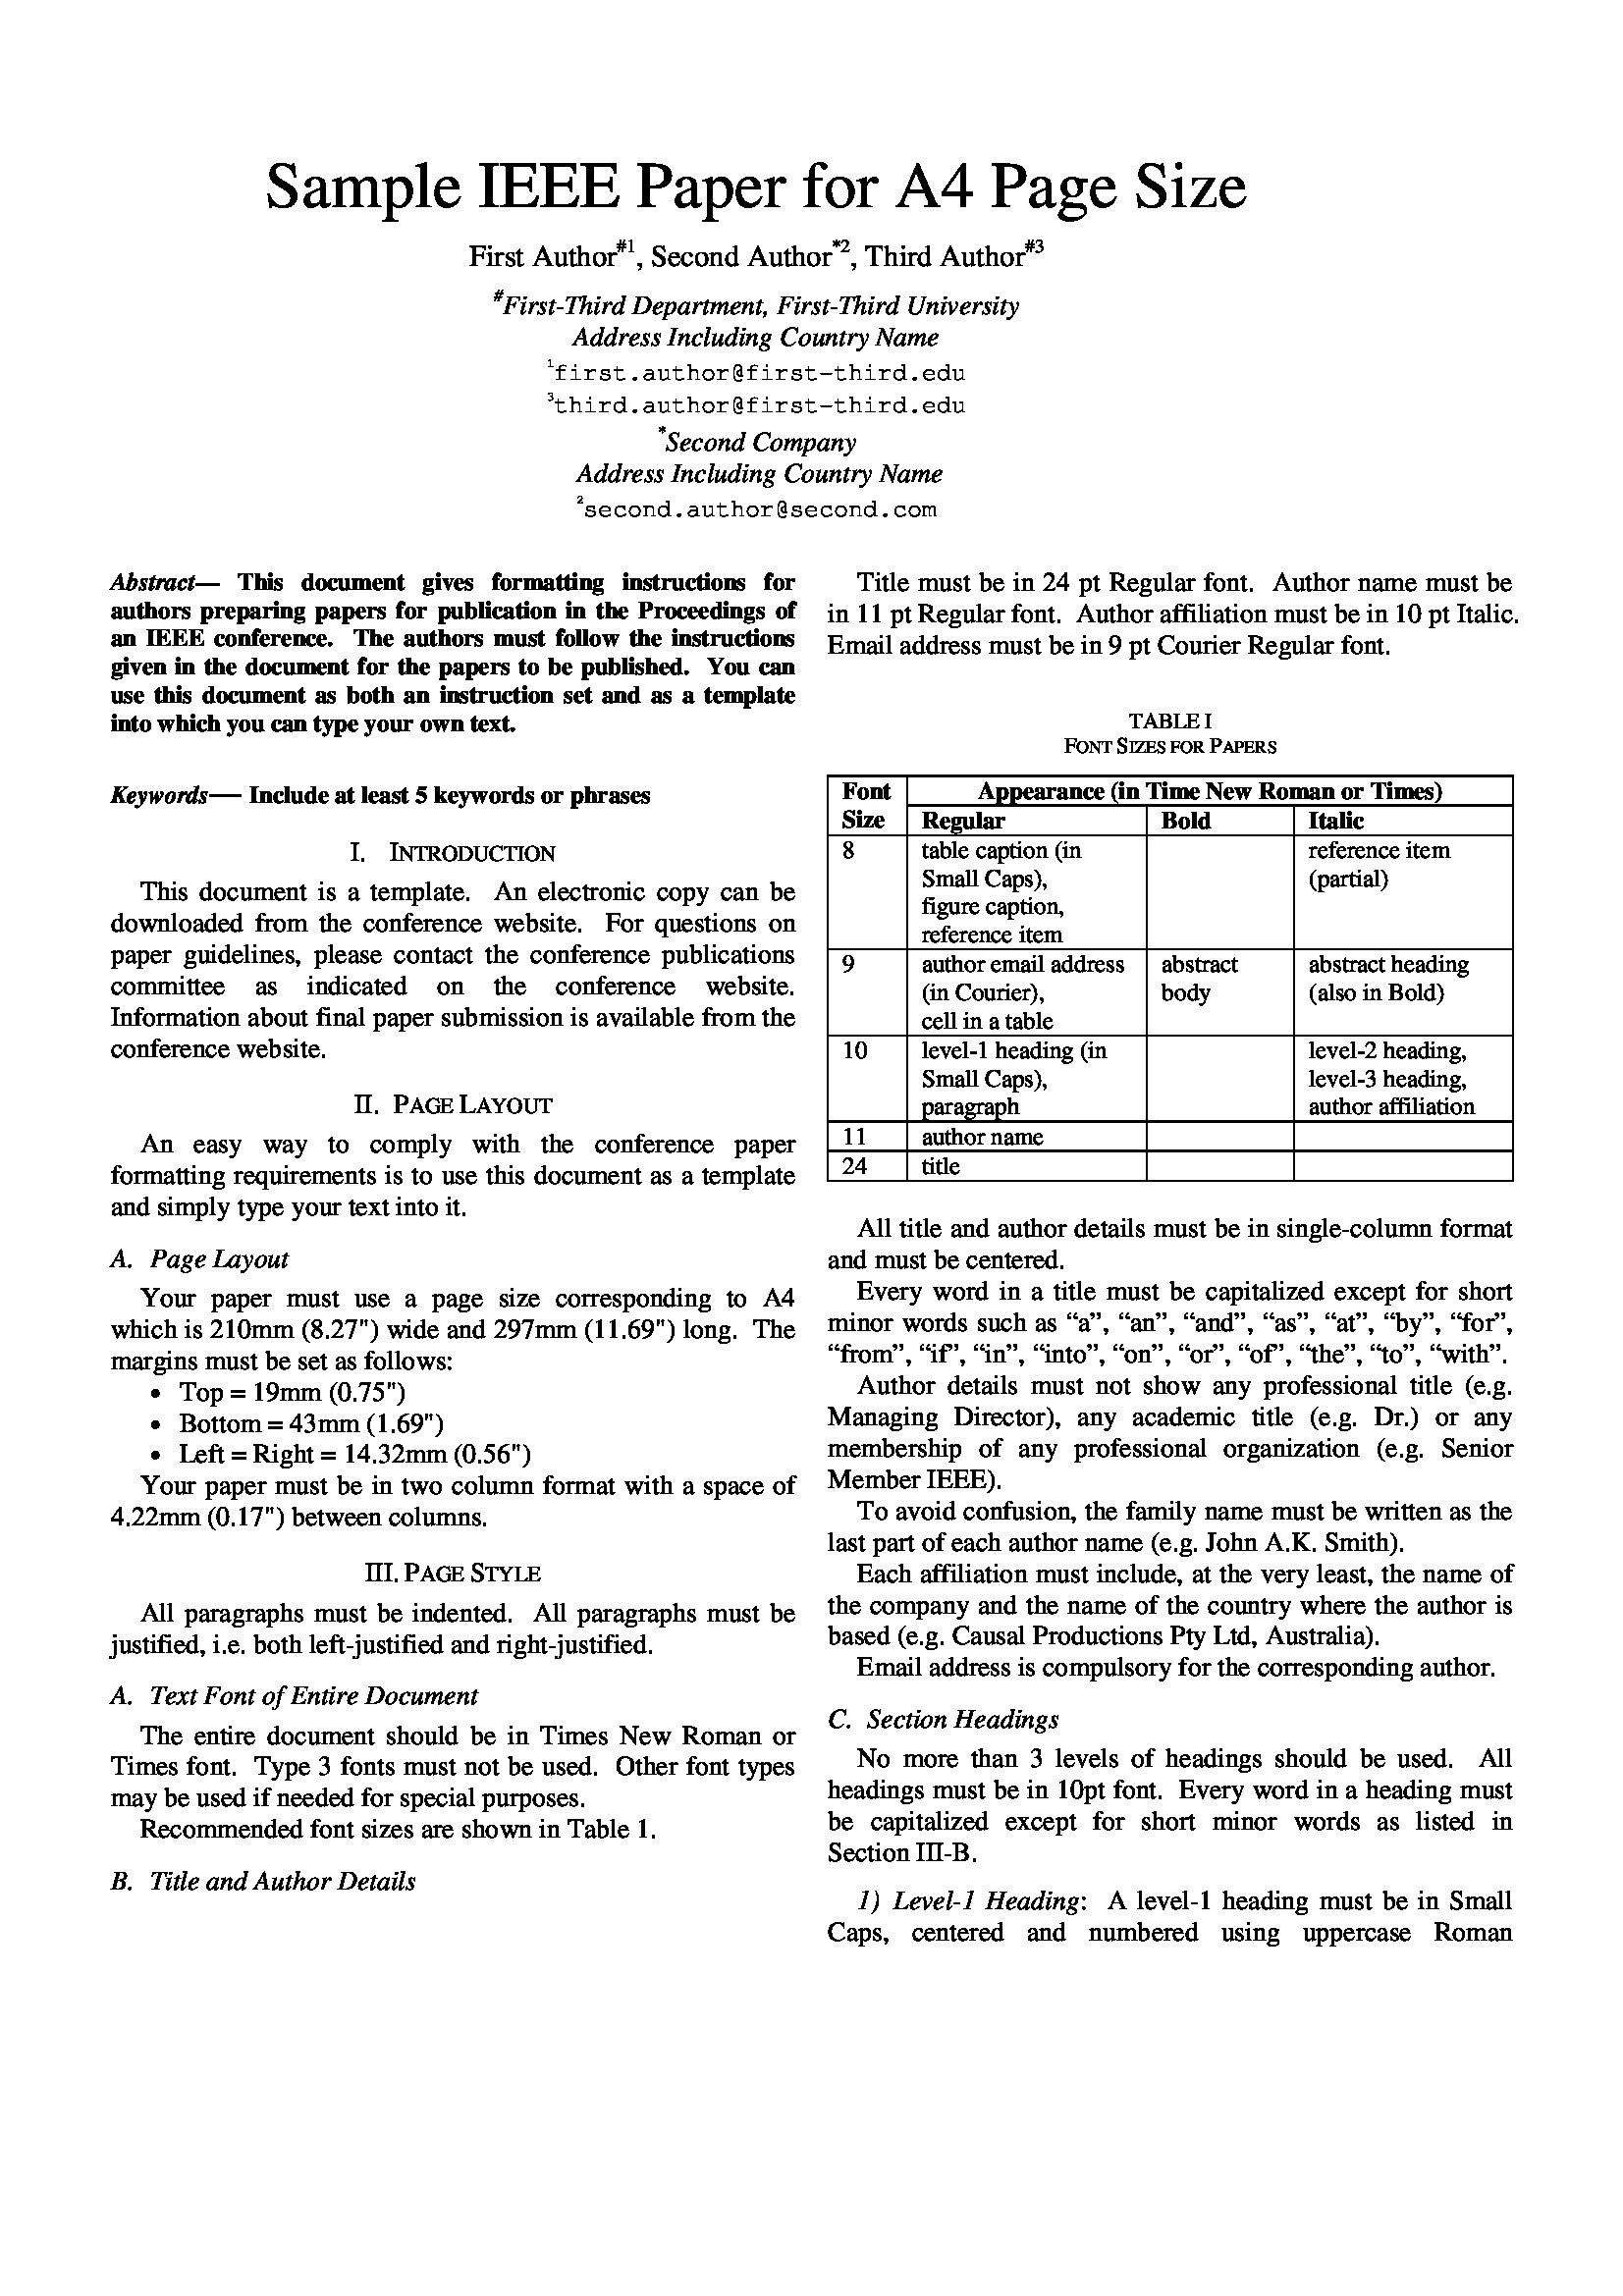 Sample IEEE Paper for A4 Page Size
First Author#1, Second Author*2, Third Author#3
#First-Third Department, First-Third University
Address Including Country Name
1first.author@first-third.edu
3third.author@first-third.edu
*Second Company
Address Including Country Name
2second.author@second.com
Abstract— This document gives formatting instructions for
authors preparing papers for publication in the Proceedings of
an IEEE conference. The authors must follow the instructions
given in the document for the papers to be published. You can
use this document as both an instruction set and as a template
into which you can type your own text.
Keywords— Include at least 5 keywords or phrases
I. INTRODUCTION
This document is a template. An electronic copy can be
downloaded from the conference website. For questions on
paper guidelines, please contact the conference publications
committee as indicated on the conference website.
Information about final paper submission is available from the
conference website.
II. PAGE LAYOUT
An easy way to comply with the conference paper
formatting requirements is to use this document as a template
and simply type your text into it.
A. Page Layout
Your paper must use a page size corresponding to A4
which is 210mm (8.27") wide and 297mm (11.69") long. The
margins must be set as follows:
• Top = 19mm (0.75")
• Bottom = 43mm (1.69")
• Left = Right = 14.32mm (0.56")
Your paper must be in two column format with a space of
4.22mm (0.17") between columns.
III. PAGE STYLE
All paragraphs must be indented. All paragraphs must be
justified, i.e. both left-justified and right-justified.
A. Text Font of Entire Document
The entire document should be in Times New Roman or
Times font. Type 3 fonts must not be used. Other font types
may be used if needed for special purposes.
Recommended font sizes are shown in Table 1.
B. Title and Author Details
Title must be in 24 pt Regular font. Author name must be
in 11 pt Regular font. Author affiliation must be in 10 pt Italic.
Email address must be in 9 pt Courier Regular font.
TABLE I
FONT SIZES FOR PAPERS
Font Appearance (in Time New Roman or Times)
Size Regular Bold Italic
8 table caption (in reference item
Small Caps), (partial)
figure caption,
reference item
9 author email address abstract abstract heading
(in Courier), body (also in Bold)
cell in a table
10 level-1 heading (in level-2 heading,
Small Caps), level-3 heading,
paragraph author affiliation
11 author name
24 title
All title and author details must be in single-column format
and must be centered.
Every word in a title must be capitalized except for short
minor words such as “a”, “an”, “and”, “as”, “at”, “by”, “for”,
“from”, “if”, “in”, “into”, “on”, “or”, “of”, “the”, “to”, “with”.
Author details must not show any professional title (e.g.
Managing Director), any academic title (e.g. Dr.) or any
membership of any professional organization (e.g. Senior
Member IEEE).
To avoid confusion, the family name must be written as the
last part of each author name (e.g. John A.K. Smith).
Each affiliation must include, at the very least, the name of
the company and the name of the country where the author is
based (e.g. Causal Productions Pty Ltd, Australia).
Email address is compulsory for the corresponding author.
C. Section Headings
No more than 3 levels of headings should be used. All
headings must be in 10pt font. Every word in a heading must
be capitalized except for short minor words as listed in
Section III-B.
1) Level-1 Heading: A level-1 heading must be in Small
Caps, centered and numbered using uppercase Roman